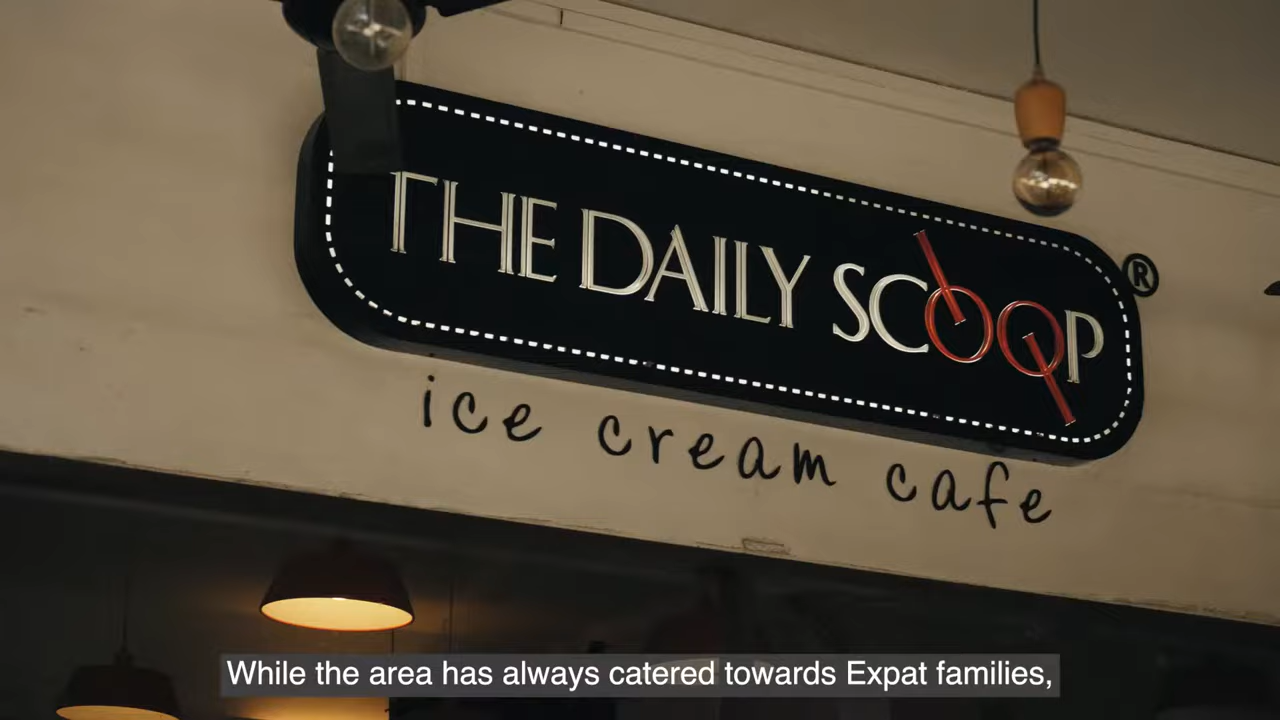 THE DAILY SCOOP
®
ice cream cafe
While the area has always catered towards Expat families,